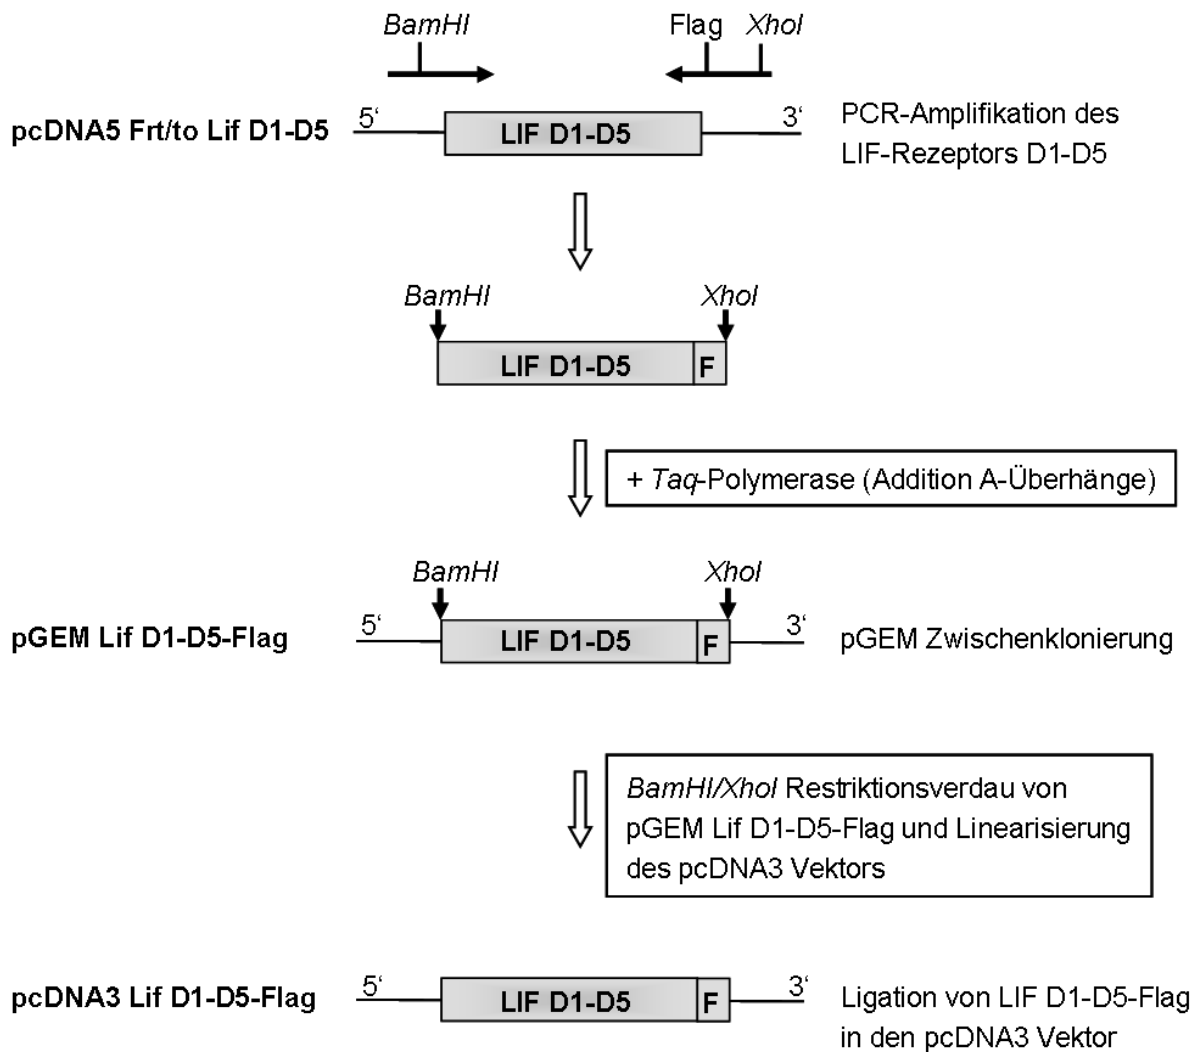 BamHI
Flag XhoI
pcDNA5 Frt/to Lif D1-D5
5‘
LIF D1-D5
3‘
PCR-Amplifikation des
LIF-Rezeptors D1-D5
BamHI
XhoI
LIF D1-D5
F
+ Taq-Polymerase (Addition A-Überhänge)
BamHI
XhoI
pGEM Lif D1-D5-Flag
5‘
LIF D1-D5
F
3‘
pGEM Zwischenklonierung
BamHI/XhoI Restriktionsverdau von
pGEM Lif D1-D5-Flag und Linearisierung
des pcDNA3 Vektors
pcDNA3 Lif D1-D5-Flag
5‘
LIF D1-D5
F
3‘
Ligation von LIF D1-D5-Flag
in den pcDNA3 Vektor